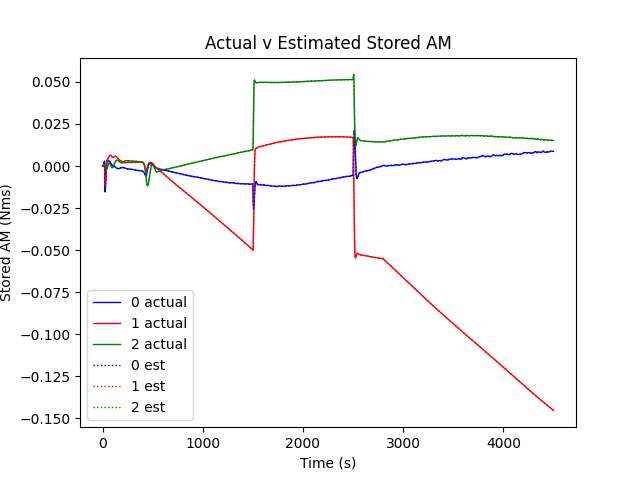 Actual v Estimated Stored AM
0.050
0.025
0.000
−0.025
−0.050
−0.075
−0.100
−0.125
−0.150
Stored AM (Nms)
0 actual
1 actual
2 actual
0 est
1 est
2 est
0 1000 2000 3000 4000
Time (s)